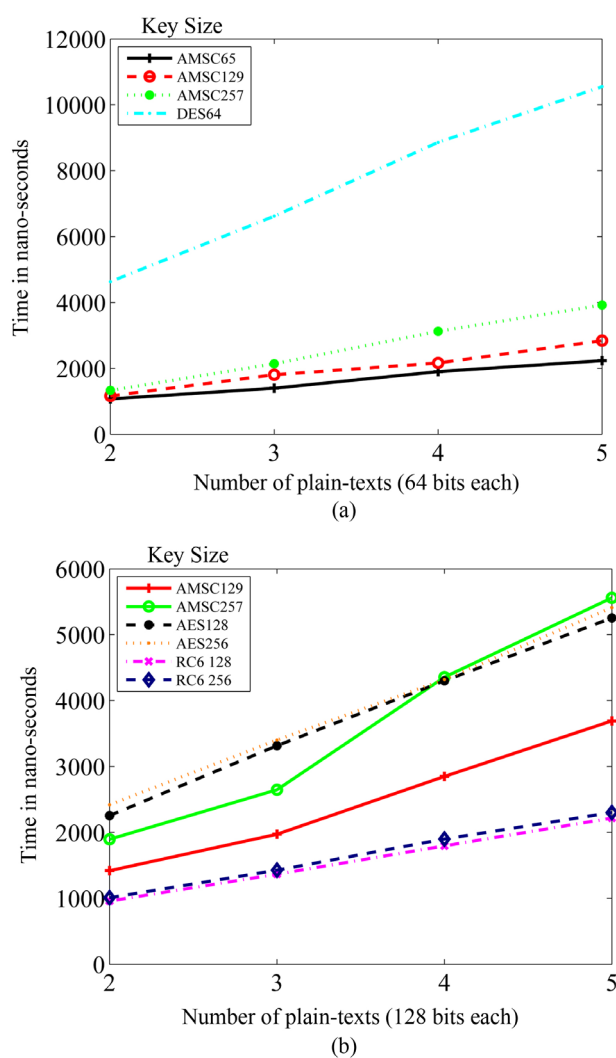 Key Size
12000
AMSC65
AMSC129
AMSC257
DES64
10000
8000
6000
4000
2000
0
Time in nano-seconds
2 3 4 5
Number of plain-texts (64 bits each)
(a)
Key Size
6000
AMSC129
AMSC257
AES128
AES256
RC6 128
RC6 256
5000
4000
3000
2000
1000
0
Time in nano-seconds
2 3 4 5
Number of plain-texts (128 bits each)
(b)